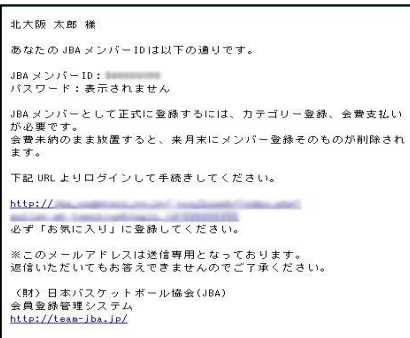 北大阪 太郎 様
あなたの JBA メンバーIDは以下の通りです。
JBA メンバーID：
パスワード：表示されません
JBA メンバーとして正式に登録するには、カテゴリー登録、会費支払い
が必要です。
会費未納のまま放置すると、来月末にメンバー登録そのものが削除され
ます。
下記 URL よりログインして手続きしてください。
http://
必ず「お気に入り」に登録してください。
※このメールアドレスは送信専用となっております。
返信いただいてもお答えできませんのでご了承ください。
（財）日本バスケットボール協会(JBA)
会員登録管理システム
http://team-jba.jp/